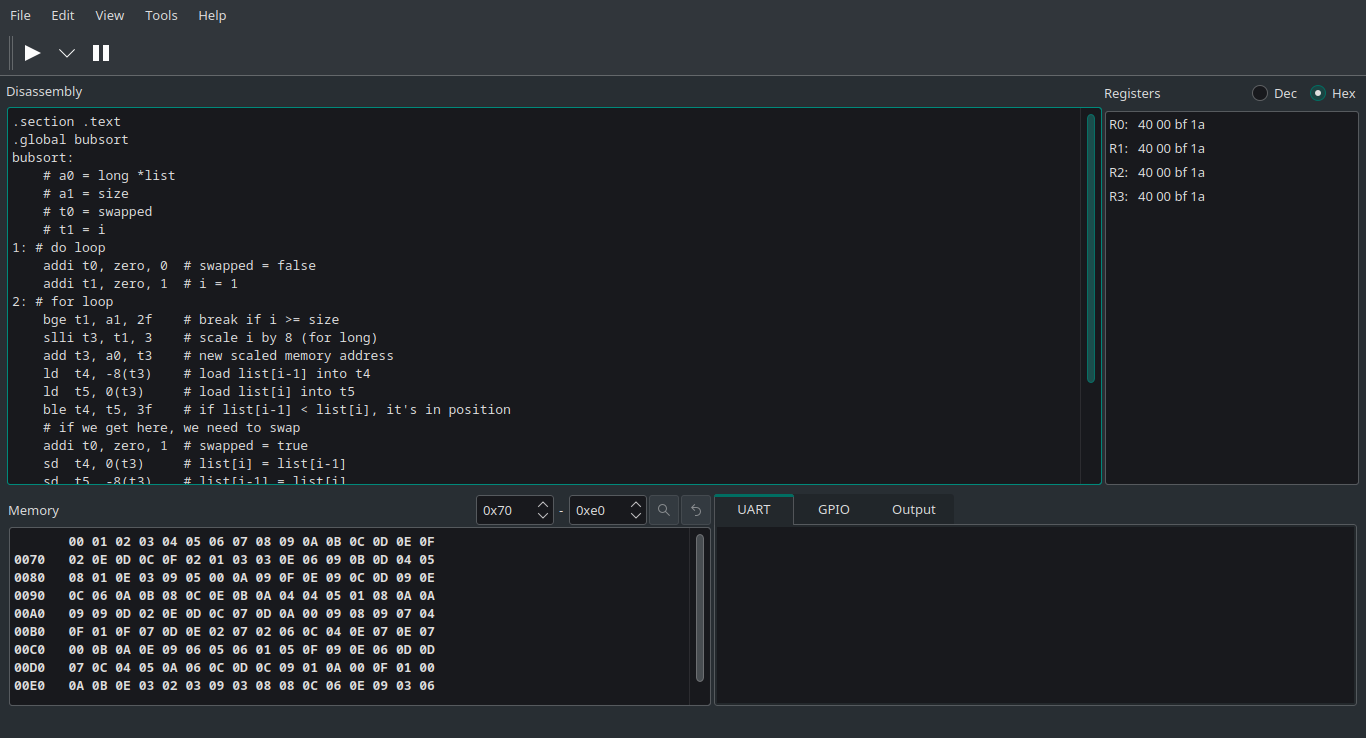 File Edit View Tools Help
Disassembly
.section .text
.global bubsort
bubsort:
    # a0 = long *list
    # a1 = size
    # t0 = swapped
    # t1 = i
1: # do loop
    addi t0, zero, 0  # swapped = false
    addi t1, zero, 1  # i = 1
2: # for loop
    bge t1, a1, 2f    # break if i >= size
    slli t3, t1, 3    # scale i by 8 (for long)
    add t3, a0, t3    # new scaled memory address
    ld  t4, -8(t3)    # load list[i-1] into t4
    ld  t5, 0(t3)     # load list[i] into t5
    ble t4, t5, 3f    # if list[i-1] < list[i], it's in position
    # if we get here, we need to swap
    addi t0, zero, 1  # swapped = true
    sd  t4, 0(t3)     # list[i] = list[i-1]
    sd  t5, -8(t3)    # list[i-1] = list[i]
Registers Dec Hex
R0: 40 00 bf 1a
R1: 40 00 bf 1a
R2: 40 00 bf 1a
R3: 40 00 bf 1a
Memory 0x70 - 0xe0
00 01 02 03 04 05 06 07 08 09 0A 0B 0C 0D 0E 0F
0070 02 0E 0D 0C 0F 02 01 03 03 0E 06 09 0B 0D 04 05
0080 08 01 0E 03 09 05 00 0A 09 0F 0E 09 0C 0D 09 0E
0090 0C 06 0A 0B 08 0C 0E 0B 0A 04 04 05 01 08 0A 0A
00A0 09 09 0D 02 0E 0D 0C 07 0D 0A 00 09 08 09 07 04
00B0 0F 01 0F 07 0D 0E 02 07 02 06 0C 04 0E 07 0E 07
00C0 00 0B 0A 0E 09 06 05 06 01 05 0F 09 0E 06 0D 0D
00D0 07 0C 04 05 0A 06 0C 0D 0C 09 01 0A 00 0F 01 00
00E0 0A 0B 0E 03 02 03 09 03 08 08 0C 06 0E 09 03 06
UART GPIO Output